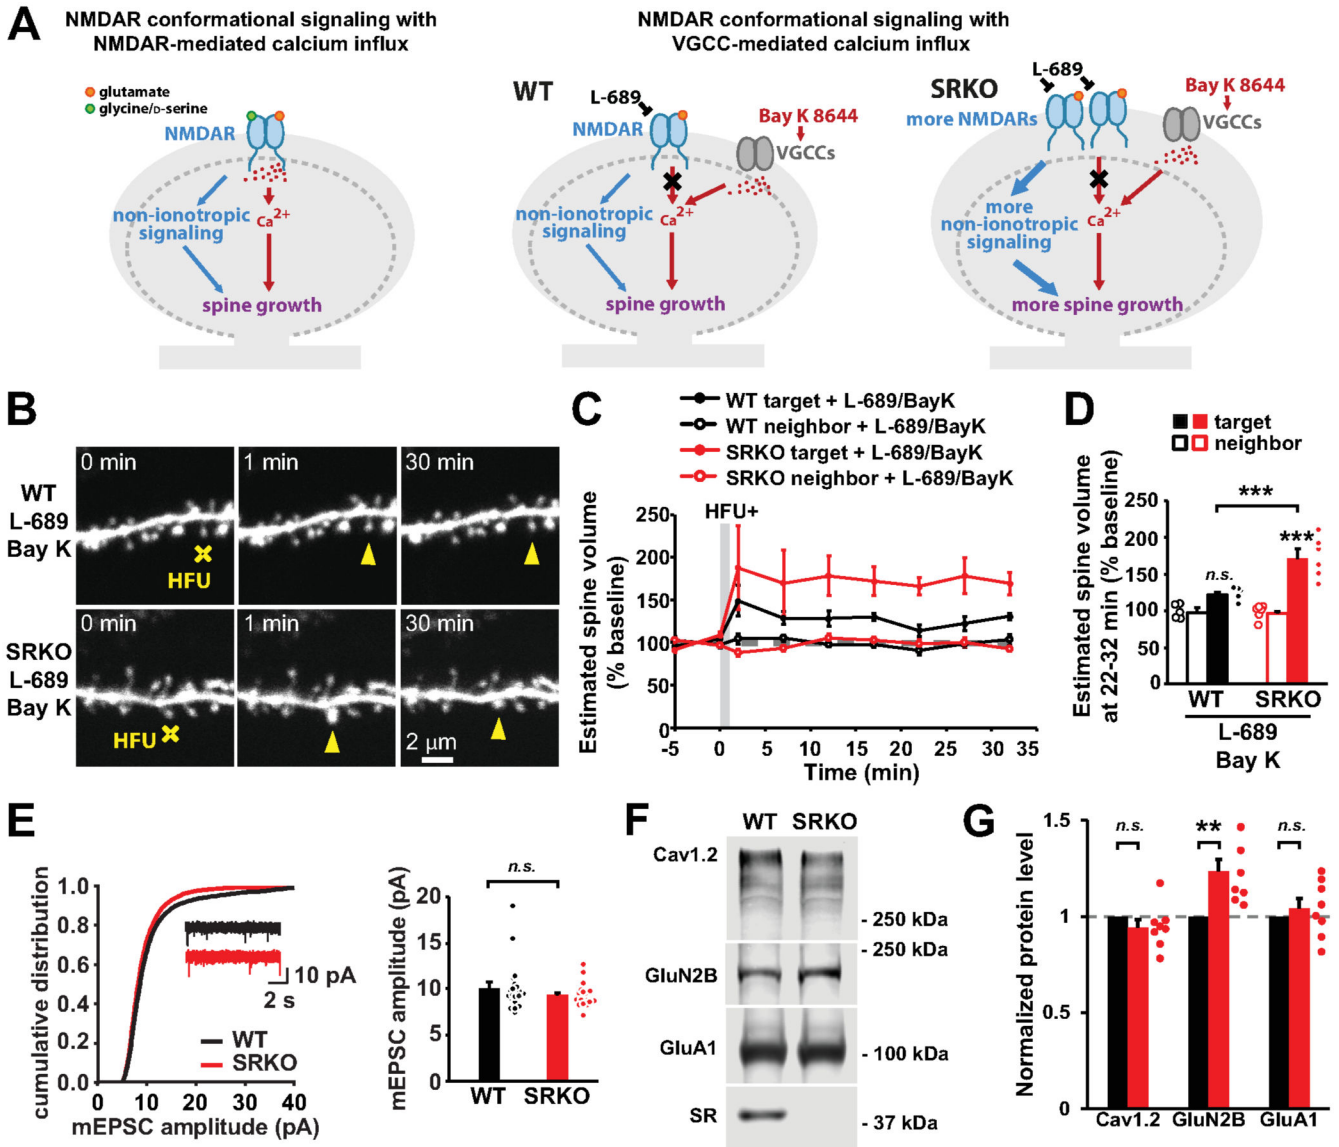 A
NMDAR conformational signaling with
NMDAR-mediated calcium influx
NMDAR conformational signaling with
VGCC-mediated calcium influx
glutamate
glycine/D-serine
NMDAR
non-ionotropic
signaling
Ca2+
spine growth
WT
L-689
NMDAR
Bay K 8644
VGCCs
non-ionotropic
signaling
Ca2+
spine growth
SRKO
L-689
more NMDARs
Bay K 8644
VGCCs
more
non-ionotropic
signaling
Ca2+
more spine growth
B
WT
L-689
Bay K
0 min
1 min
30 min
HFU
SRKO
L-689
Bay K
0 min
1 min
30 min
HFU
2 µm
C
WT target + L-689/BayK
WT neighbor + L-689/BayK
SRKO target + L-689/BayK
SRKO neighbor + L-689/BayK
HFU+
Estimated spine volume
(% baseline)
250
200
150
100
50
0
-5 0 5 10 15 20 25 30 35
Time (min)
D
target
neighbor
Estimated spine volume
at 22-32 min (% baseline)
250
200
150
100
50
0
***
n.s.
***
WT SRKO
L-689
Bay K
E
cumulative distribution
1.0
0.8
0.6
0.4
0.2
0.0
10 pA
2 s
WT
SRKO
0 10 20 30 40
mEPSC amplitude (pA)
mEPSC amplitude (pA)
20
15
10
5
0
n.s.
WT SRKO
F
WT SRKO
Cav1.2
- 250 kDa
- 250 kDa
GluN2B
GluA1
- 100 kDa
SR
- 37 kDa
G
Normalized protein level
1.5
1
0.5
0
n.s.
**
n.s.
Cav1.2 GluN2B GluA1